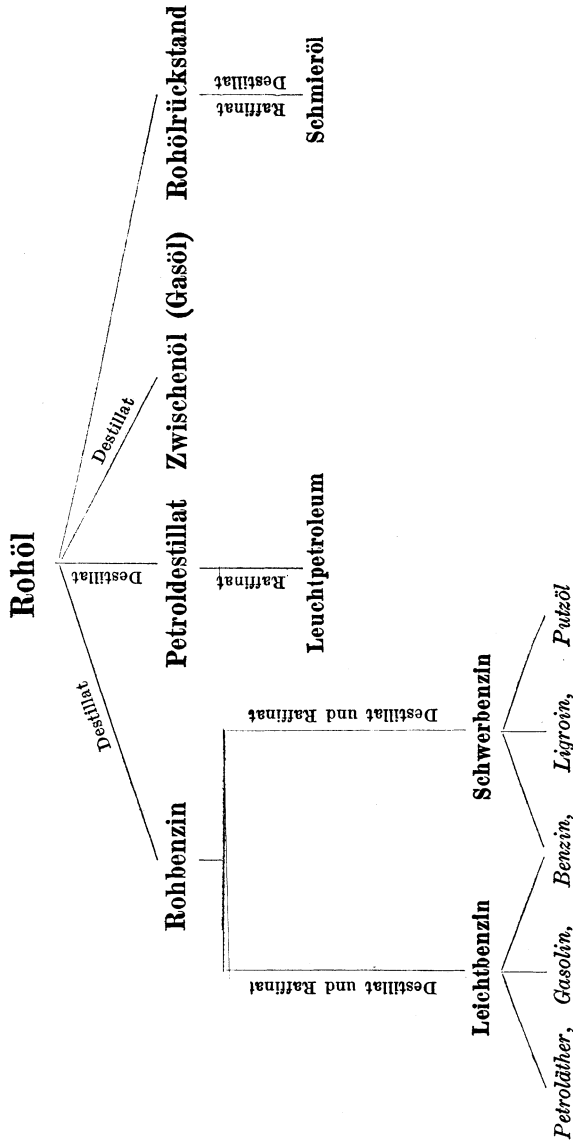 Rohöl
Destillat
Destillat
Destillat
Rohbenzin
Petroldestillat
Zwischenöl (Gasöl)
Rohölrückstand
Raffinat
Raffinat
Destillat
Destillat und Raffinat
Destillat und Raffinat
Leuchtpetroleum
Schmieröl
Leichtbenzin
Schwerbenzin
Petroläther, Gasolin, Benzin, Ligroin, Putzöl